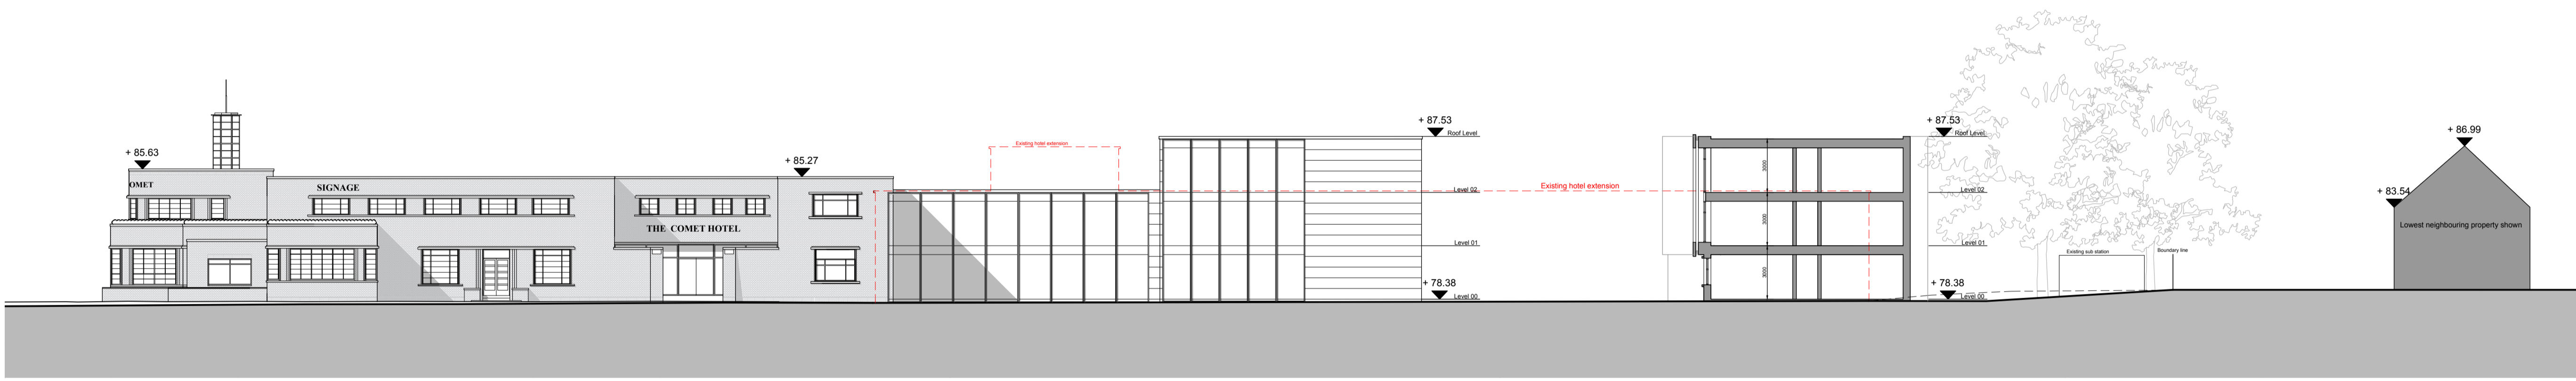 + 85.63
OMET
SIGNAGE
THE COMET HOTEL
+ 85.27
Existing hotel extension
+ 87.53
Roof Level
Level 02
Level 01
+ 78.38
Level 00
Existing hotel extension
3000
3000
3000
+ 87.53
Roof Level
Level 02
Level 01
+ 78.38
Level 00
Existing sub station
Boundary line
+ 86.99
+ 83.54
Lowest neighbouring property shown